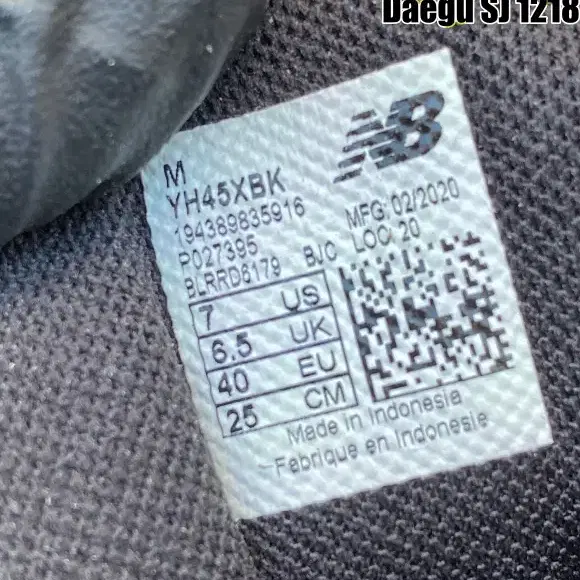 Daegu SJ 1218
NB
M
YH45XBK
194389835916
P027395
BLRRD6179 B/C
MFG: 02/2020
LOC: 20
7 US
6.5 UK
40 EU
25 CM
Made in Indonesia
Fabrique en Indonesie